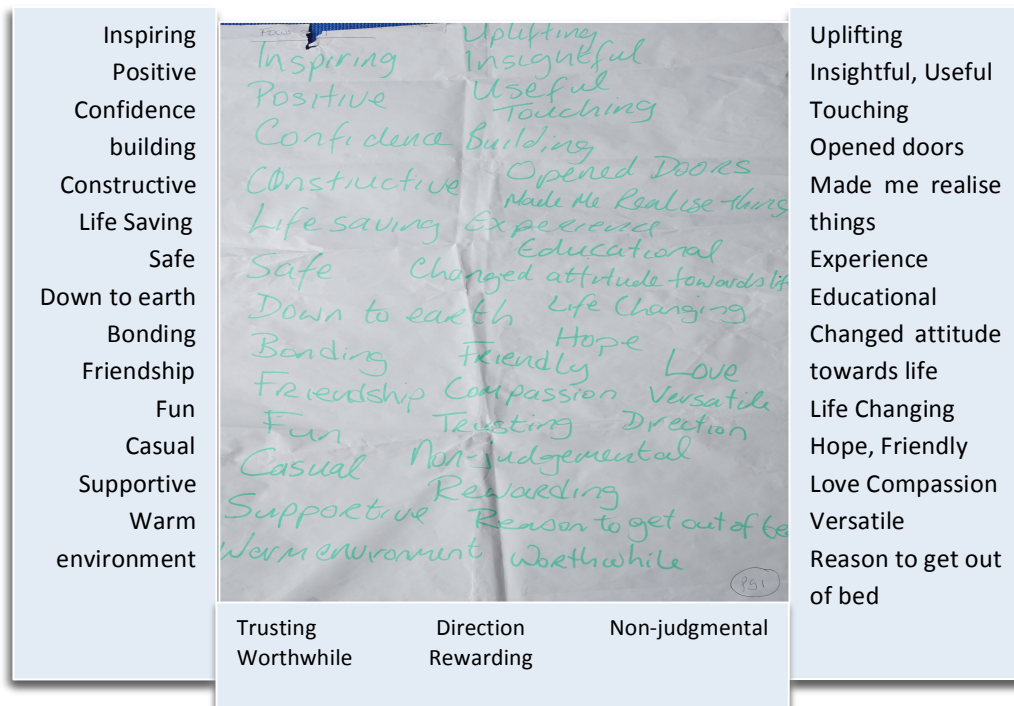 Inspiring
Positive
Confidence
building
Constructive
Life Saving
Safe
Down to earth
Bonding
Friendship
Fun
Casual
Supportive
Warm
environment
Uplifting
Inspiring Insightful
Positive Useful
Touching
Confidence Building
Constructive Opened Doors
Made Me Realise things
Life saving Experience
Educational
Safe Changed attitude towards lif
Down to earth Life Changing
Hope
Bonding Friendly Love
Friendship Compassion Versatile
Fun Trusting Direction
Casual Non-judgemental
Rewarding
Supportive Reason to get out of be
Warm environment Worthwhile
Uplifting
Insightful, Useful
Touching
Opened doors
Made me realise
things
Experience
Educational
Changed attitude
towards life
Life Changing
Hope, Friendly
Love Compassion
Versatile
Reason to get out
of bed
Trusting Direction Non-judgmental
Worthwhile Rewarding